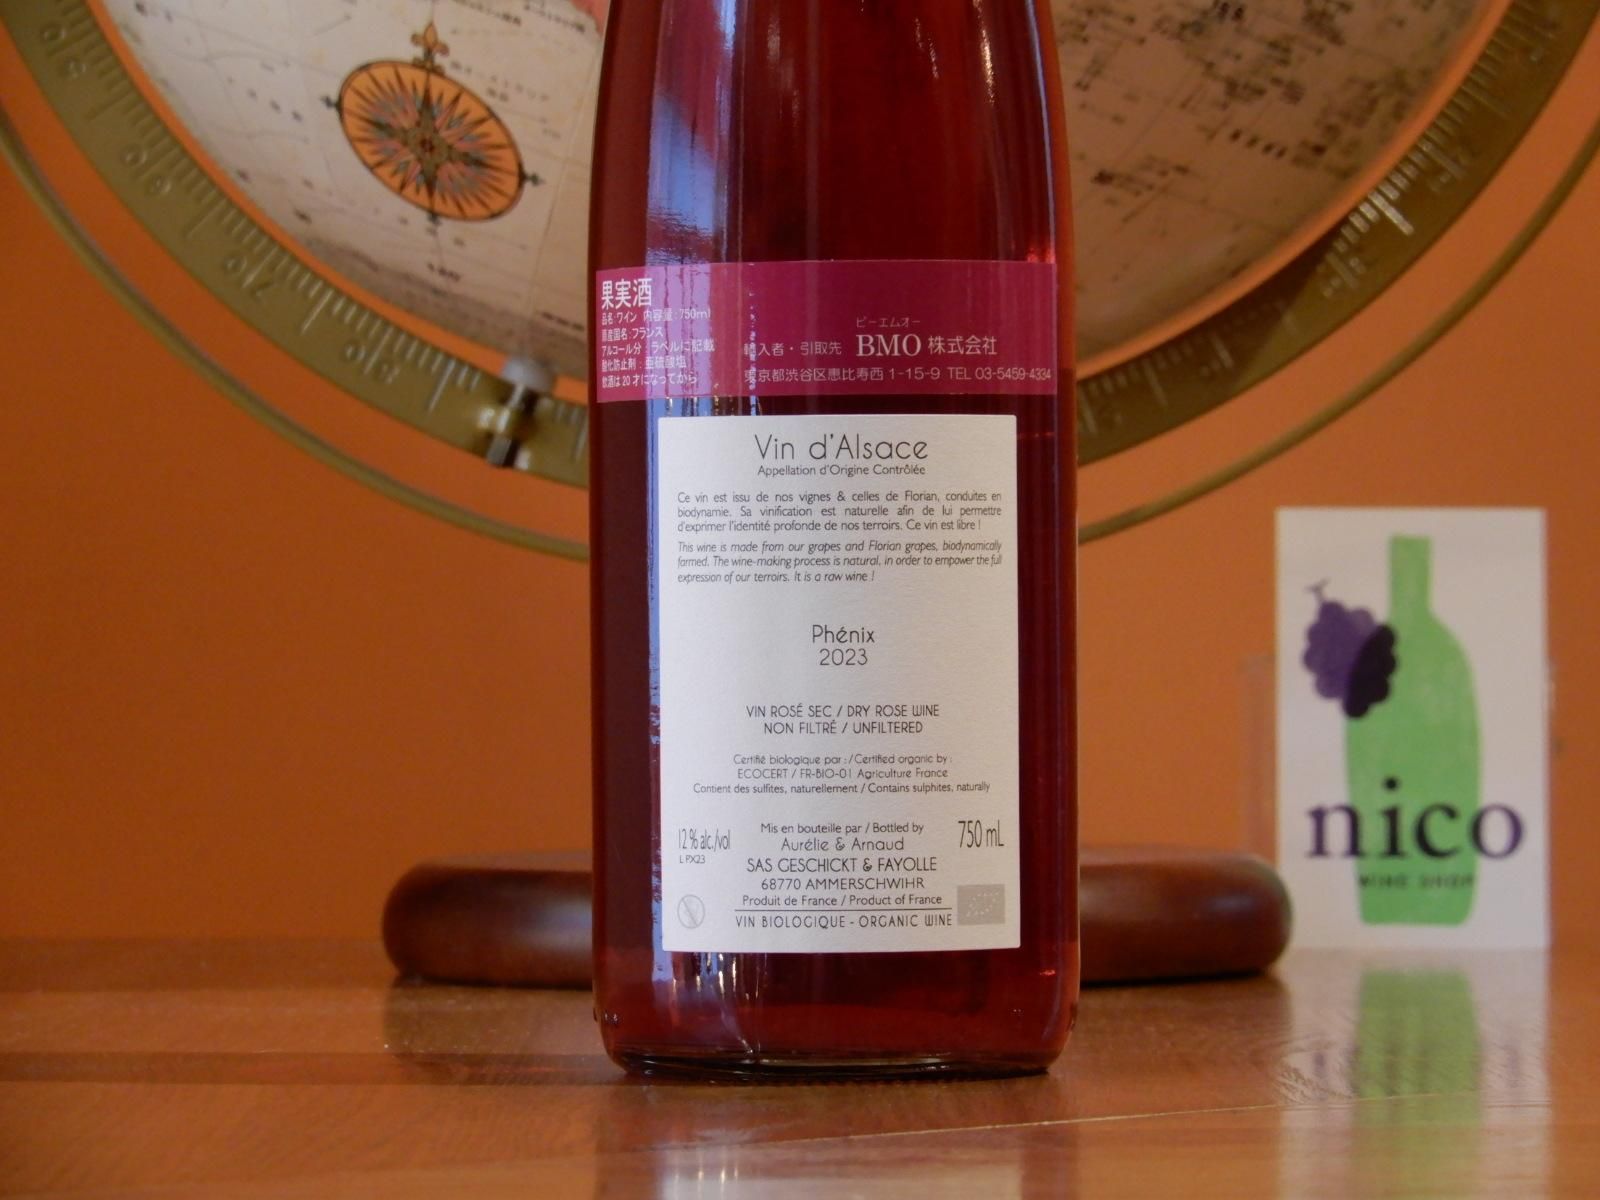 果実酒
品名:ワイン 内容量:750ml
原産国名:フランス
アルコール分:ラベルに記載
酸化防止剤:亜硫酸塩
飲酒は20才になってから
ビーエムオー
輸入者・引取先 BMO 株式会社
東京都渋谷区恵比寿西 1-15-9 TEL 03-5459-4334
Vin d'Alsace
Appellation d'Origine Contrôlée
Ce vin est issu de nos vignes & celles de Florian, conduites en
biodynamie. Sa vinification est naturelle afin de lui permettre
d'exprimer l'identité profonde de nos terroirs. Ce vin est libre !
This wine is made from our grapes and Florian grapes, biodynamically
farmed. The wine-making process is natural, in order to empower the full
expression of our terroirs. It is a raw wine !
Phénix
2023
VIN ROSÉ SEC / DRY ROSE WINE
NON FILTRÉ / UNFILTERED
Certifié biologique par : / Certified organic by :
ECOCERT / FR-BIO-01 Agriculture France
Contient des sulfites, naturellement / Contains sulphites, naturally
12 % alc./vol
L PX23
Mis en bouteille par / Bottled by
Aurélie & Arnaud
750 mL
SAS GESCHICKT & FAYOLLE
68770 AMMERSCHWIHR
Produit de France / Product of France
VIN BIOLOGIQUE - ORGANIC WINE
nico
WINE SHOP